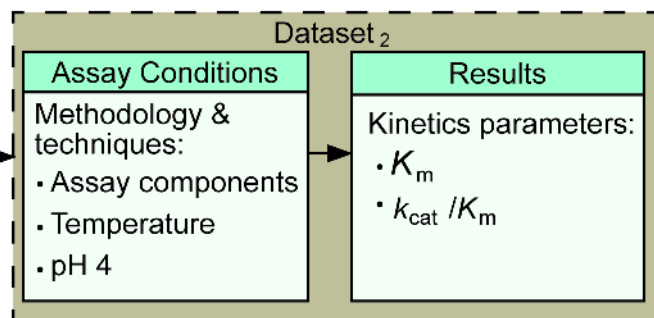 Dataset 2
Assay Conditions
Methodology &
techniques:
▪ Assay components
▪ Temperature
▪ pH 4
Results
Kinetics parameters:
• Km
• kcat /Km